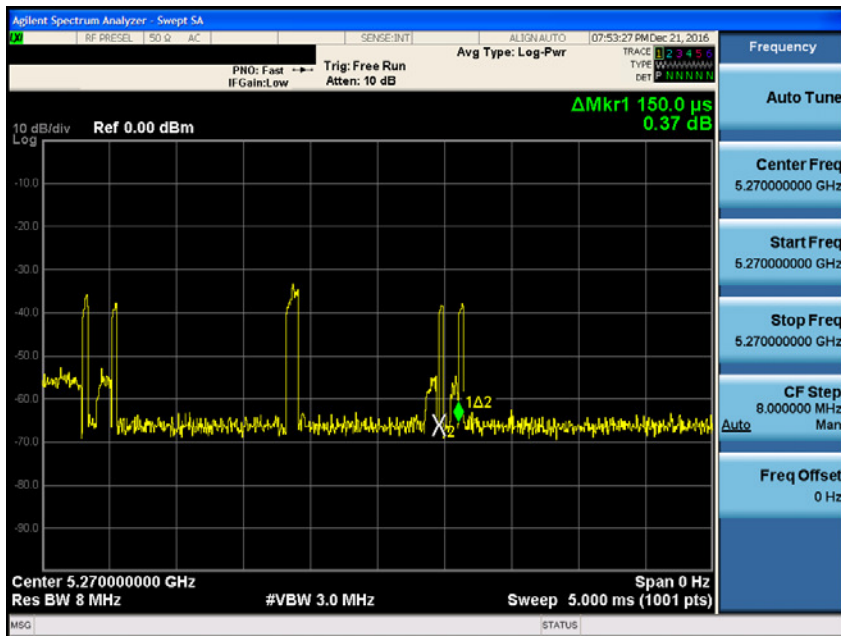 Agilent Spectrum Analyzer - Swept SA
LXI RF PRESEL 50 Ω AC SENSE:INT ALIGN AUTO 07:53:27 PM Dec 21, 2016
PNO: Fast Trig: Free Run Avg Type: Log-Pwr TRACE 1 2 3 4 5 6
IFGain:Low Atten: 10 dB TYPE W
DET P N N N N N
ΔMkr1 150.0 µs
0.37 dB
10 dB/div Ref 0.00 dBm
Log
-10.0
-20.0
-30.0
-40.0
-50.0
-60.0
-70.0
-80.0
-90.0
1Δ2
2
Center 5.270000000 GHz Span 0 Hz
Res BW 8 MHz #VBW 3.0 MHz Sweep 5.000 ms (1001 pts)
MSG STATUS
Frequency
Auto Tune
Center Freq
5.270000000 GHz
Start Freq
5.270000000 GHz
Stop Freq
5.270000000 GHz
CF Step
8.000000 MHz
Auto Man
Freq Offset
0 Hz